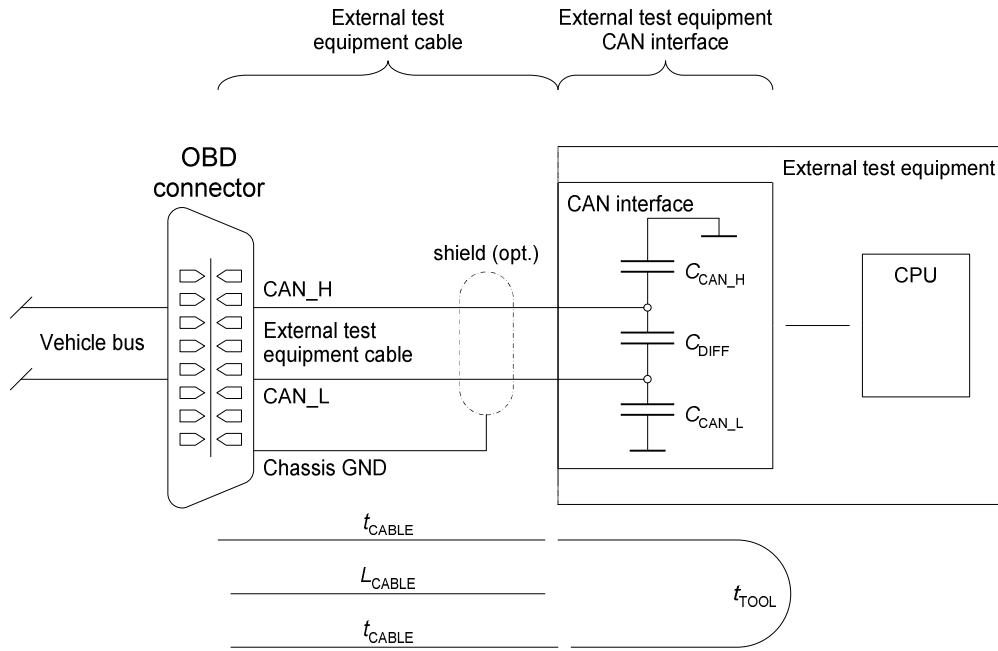 External test
equipment cable
External test equipment
CAN interface
OBD
connector
External test equipment
CAN interface
shield (opt.)
C_CAN_H
CPU
CAN_H
Vehicle bus
External test
equipment cable
C_DIFF
CAN_L
C_CAN_L
Chassis GND
t_CABLE
L_CABLE
t_TOOL
t_CABLE